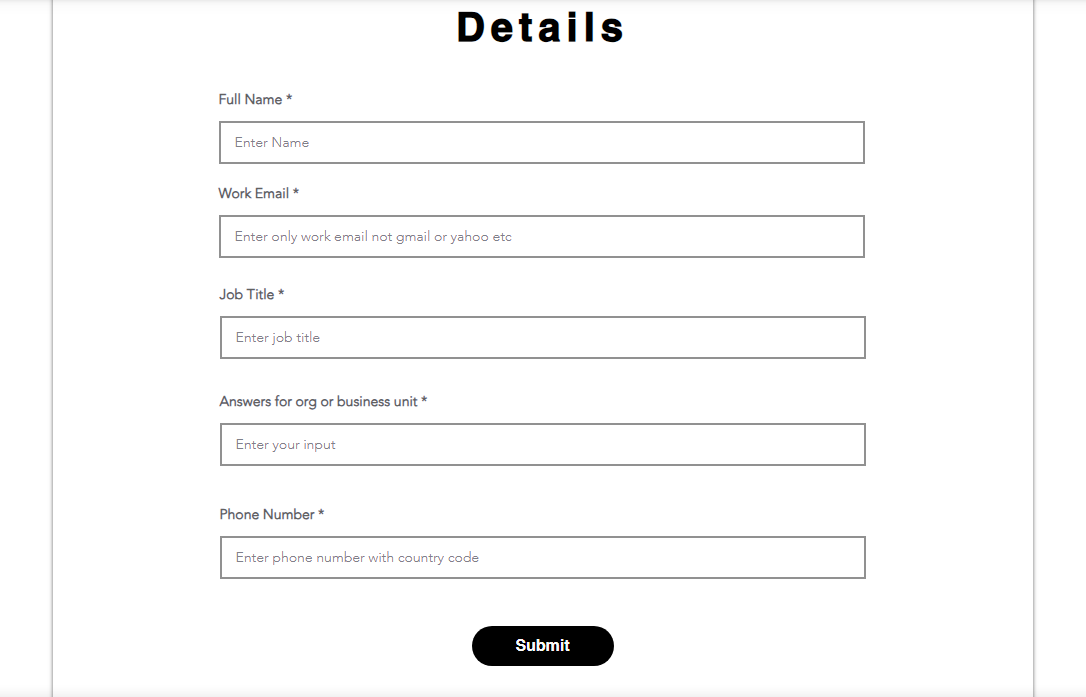 Details
Full Name *
Enter Name
Work Email *
Enter only work email not gmail or yahoo etc
Job Title *
Enter job title
Answers for org or business unit *
Enter your input
Phone Number *
Enter phone number with country code
Submit